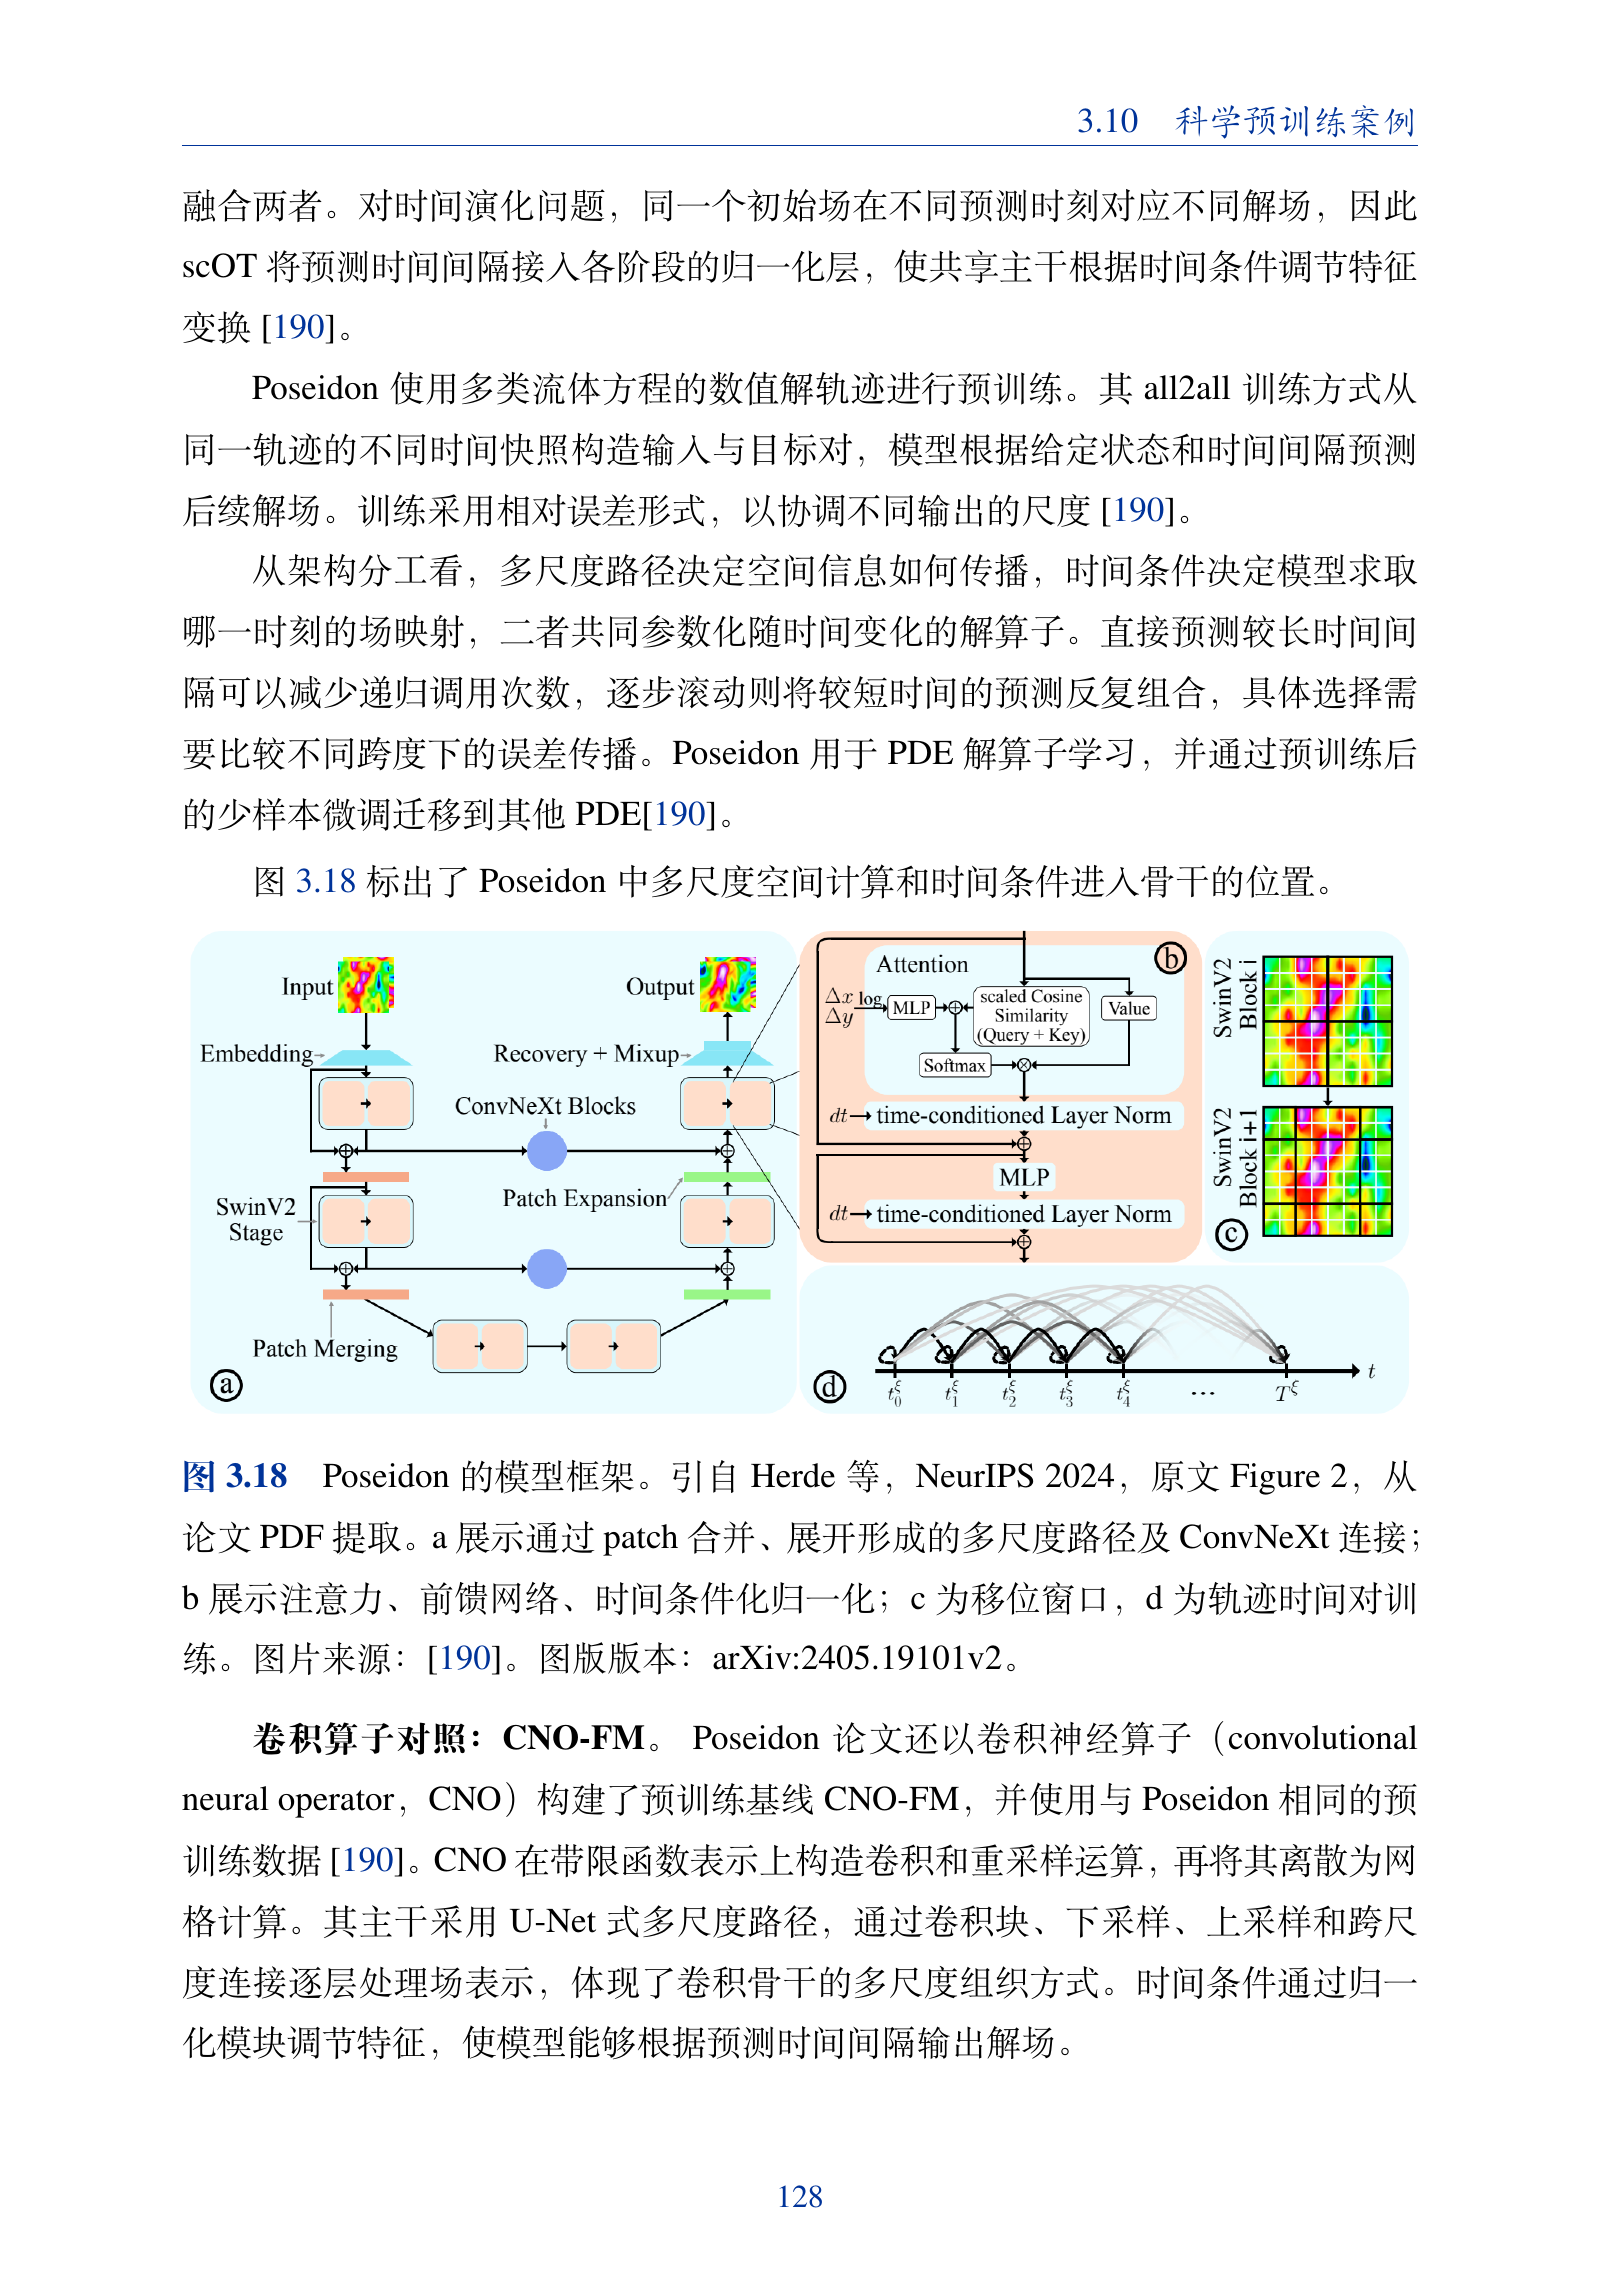 3.10 科学预训练案例
融合两者。对时间演化问题，同一个初始场在不同预测时刻对应不同解场，因此
scOT 将预测时间间隔接入各阶段的归一化层，使共享主干根据时间条件调节特征
变换 [190]。
Poseidon 使用多类流体方程的数值解轨迹进行预训练。其 all2all 训练方式从
同一轨迹的不同时间快照构造输入与目标对，模型根据给定状态和时间间隔预测
后续解场。训练采用相对误差形式，以协调不同输出的尺度 [190]。
从架构分工看，多尺度路径决定空间信息如何传播，时间条件决定模型求取
哪一时刻的场映射，二者共同参数化随时间变化的解算子。直接预测较长时间间
隔可以减少递归调用次数，逐步滚动则将较短时间的预测反复组合，具体选择需
要比较不同跨度下的误差传播。Poseidon 用于 PDE 解算子学习，并通过预训练后
的少样本微调迁移到其他 PDE[190]。
图 3.18 标出了 Poseidon 中多尺度空间计算和时间条件进入骨干的位置。
Input
Output
Embedding
Recovery + Mixup
ConvNeXt Blocks
SwinV2
Stage
Patch Expansion
Patch Merging
a
b
Attention
Δx
Δy
log
MLP
scaled Cosine
Similarity
(Query + Key)
Value
Softmax
dt time-conditioned Layer Norm
MLP
dt time-conditioned Layer Norm
SwinV2
Block i
SwinV2
Block i+1
c
d
t
t₀^ξ t₁^ξ t₂^ξ t₃^ξ t₄^ξ ... T^ξ
图 3.18 Poseidon 的模型框架。引自 Herde 等，NeurIPS 2024，原文 Figure 2，从
论文 PDF 提取。a 展示通过 patch 合并、展开形成的多尺度路径及 ConvNeXt 连接；
b 展示注意力、前馈网络、时间条件化归一化；c 为移位窗口，d 为轨迹时间对训
练。图片来源：[190]。图版版本：arXiv:2405.19101v2。
卷积算子对照：CNO-FM。 Poseidon 论文还以卷积神经算子（convolutional
neural operator，CNO）构建了预训练基线 CNO-FM，并使用与 Poseidon 相同的预
训练数据 [190]。CNO 在带限函数表示上构造卷积和重采样运算，再将其离散为网
格计算。其主干采用 U-Net 式多尺度路径，通过卷积块、下采样、上采样和跨尺
度连接逐层处理场表示，体现了卷积骨干的多尺度组织方式。时间条件通过归一
化模块调节特征，使模型能够根据预测时间间隔输出解场。
128